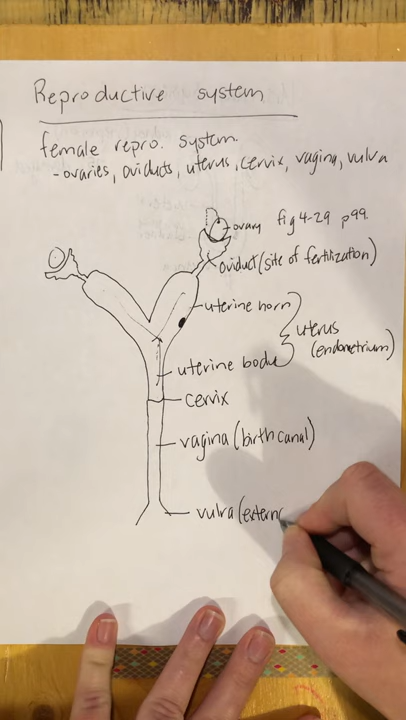 Reproductive system
female repro. system.
- ovaries, oviducts, uterus, cervix, vagina, vulva
ovary fig 4-29 p99.
oviduct (site of fertilization)
uterine horn
uterus
(endometrium)
uterine body
cervix
vagina (birth canal)
vulva (extern